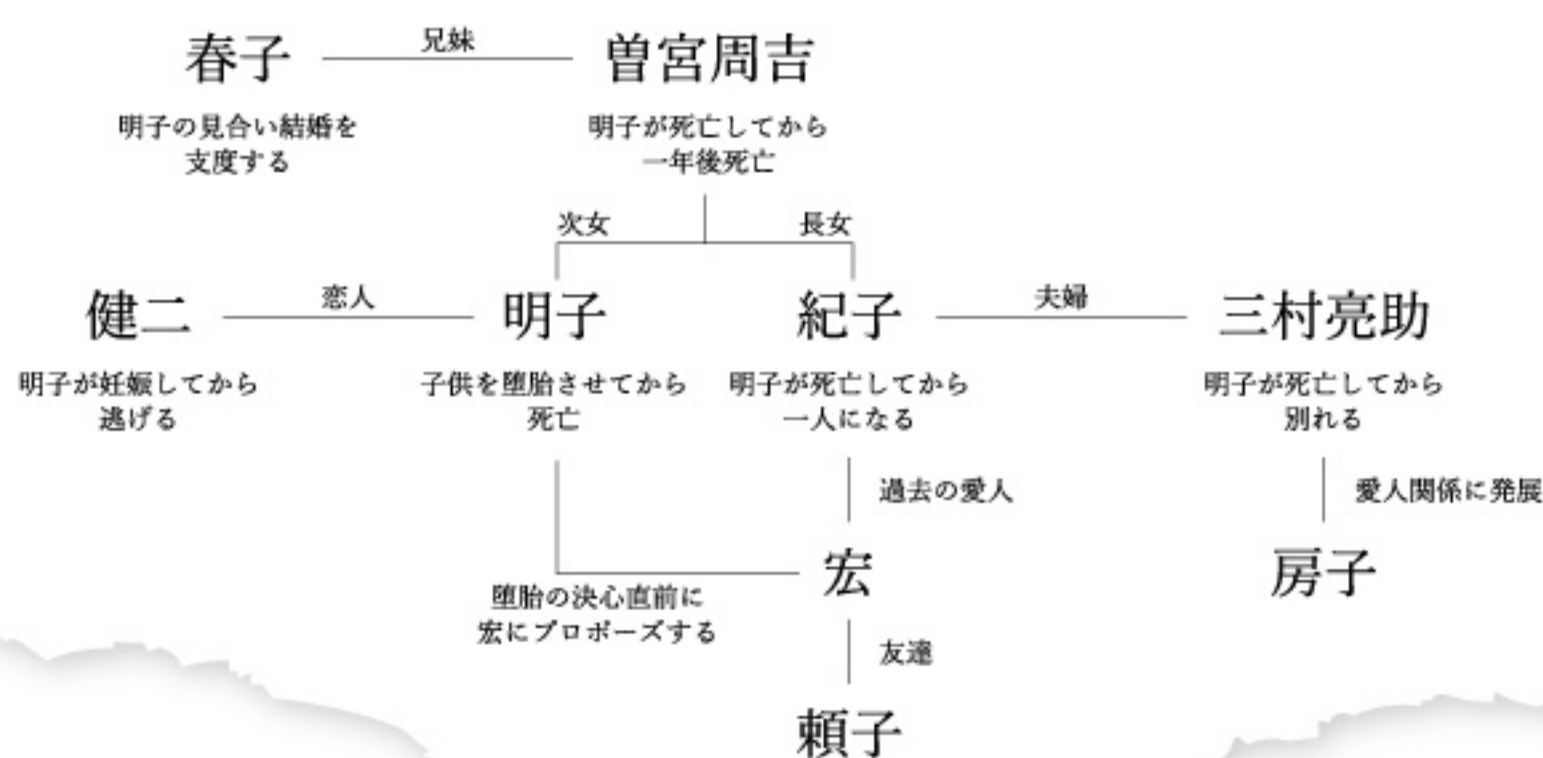 春子
兄妹
曽宮周吉
明子の見合い結婚を
支度する
明子が死亡してから
一年後死亡
次女
長女
健二
恋人
明子
紀子
夫婦
三村亮助
明子が妊娠してから
逃げる
子供を堕胎させてから
死亡
明子が死亡してから
一人になる
明子が死亡してから
別れる
過去の愛人
愛人関係に発展
宏
房子
堕胎の決心直前に
宏にプロポーズする
友達
頼子